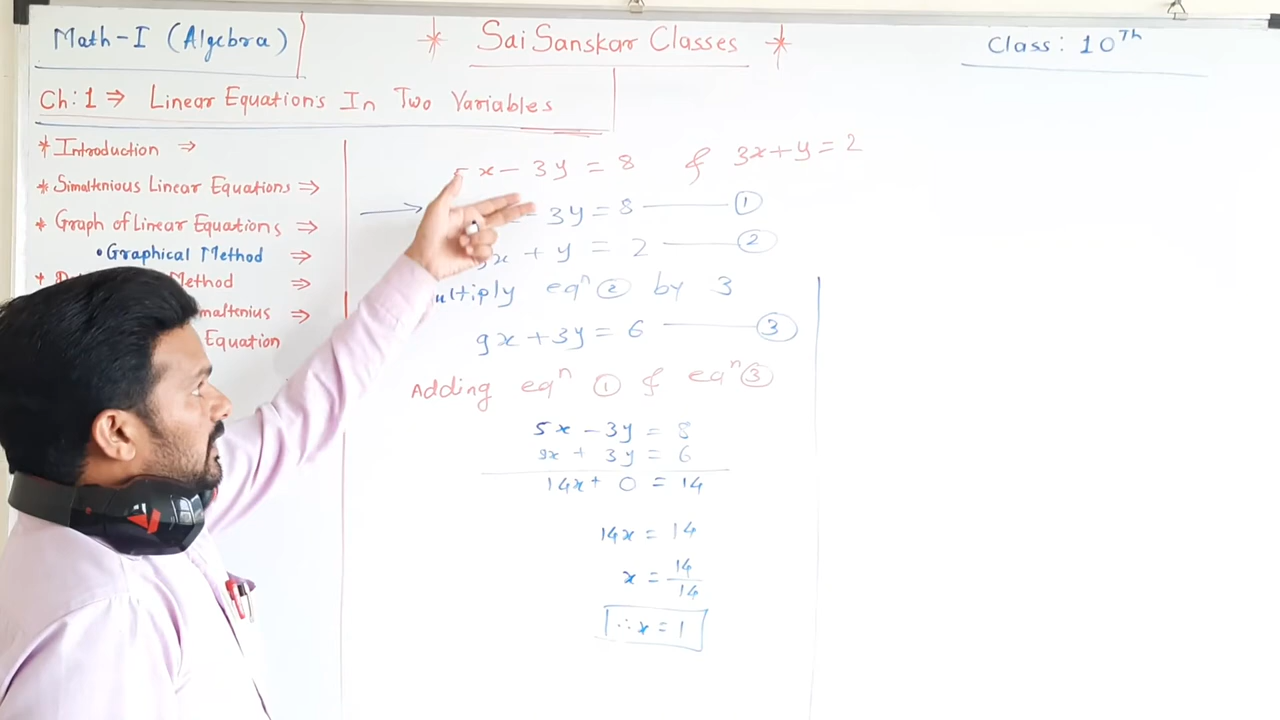 Math-I (Algebra)
* Sai Sanskar Classes *
Class: 10Th
Ch: 1 ⇒ Linear Equations In Two Variables
* Introduction ⇒
* Simaltenious Linear Equations ⇒
* Graph of Linear Equations ⇒
• Graphical Method ⇒
* Method ⇒
maltenius ⇒
Equation
5x - 3y = 8 & 3x + y = 2
→ - 3y = 8 —— ①
3x + y = 2 —— ②
ultiply eqⁿ ② by 3
9x + 3y = 6 —— ③
Adding eqⁿ ① & eqⁿ ③
5x - 3y = 8
9x + 3y = 6
14x + 0 = 14
14x = 14
x = 14/14
∴ x = 1